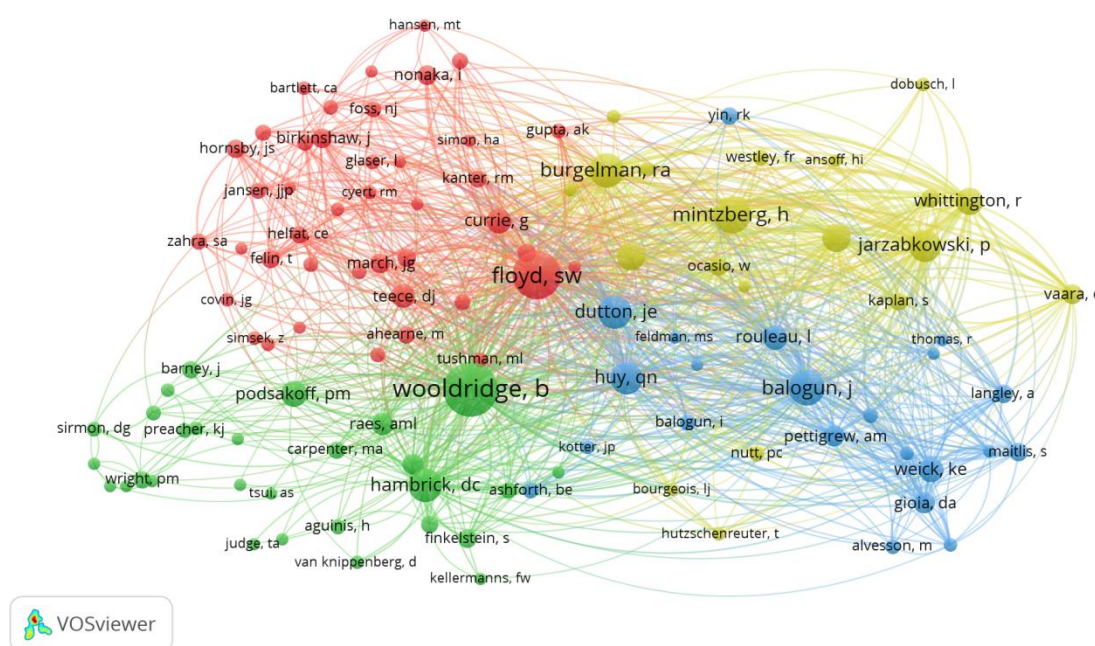 hansen, mt
nonaka, i
bartlett, ca
dobusch, l
foss, nj
yin, rk
birkinshaw, j
simon, ha
gupta, ak
hornsby, js
glaser, l
westley, fr
ansoff, hi
burgelman, ra
kanter, rm
jansen, jjp
cyert, rm
whittington, r
mintzberg, h
currie, g
helfat, ce
zahra, sa
jarzabkowski, p
felin, t
march, jg
floyd, sw
ocasio, w
vaara, e
teece, dj
covin, jg
kaplan, s
dutton, je
simsek, z
ahearne, m
feldman, ms
rouleau, l
thomas, r
tushman, ml
barney, j
huy, qn
wooldridge, b
balogun, j
podsakoff, pm
langley, a
raes, aml
balogun, i
sirmon, dg
preacher, kj
pettigrew, am
carpenter, ma
kotter, jp
maitlis, s
nutt, pc
weick, ke
wright, pm
hambrick, dc
tsui, as
ashforth, be
bourgeois, lj
gioia, da
aguinis, h
hutzschenreuter, t
judge, ta
finkelstein, s
alvesson, m
van knippenberg, d
kellermanns, fw
VOSviewer